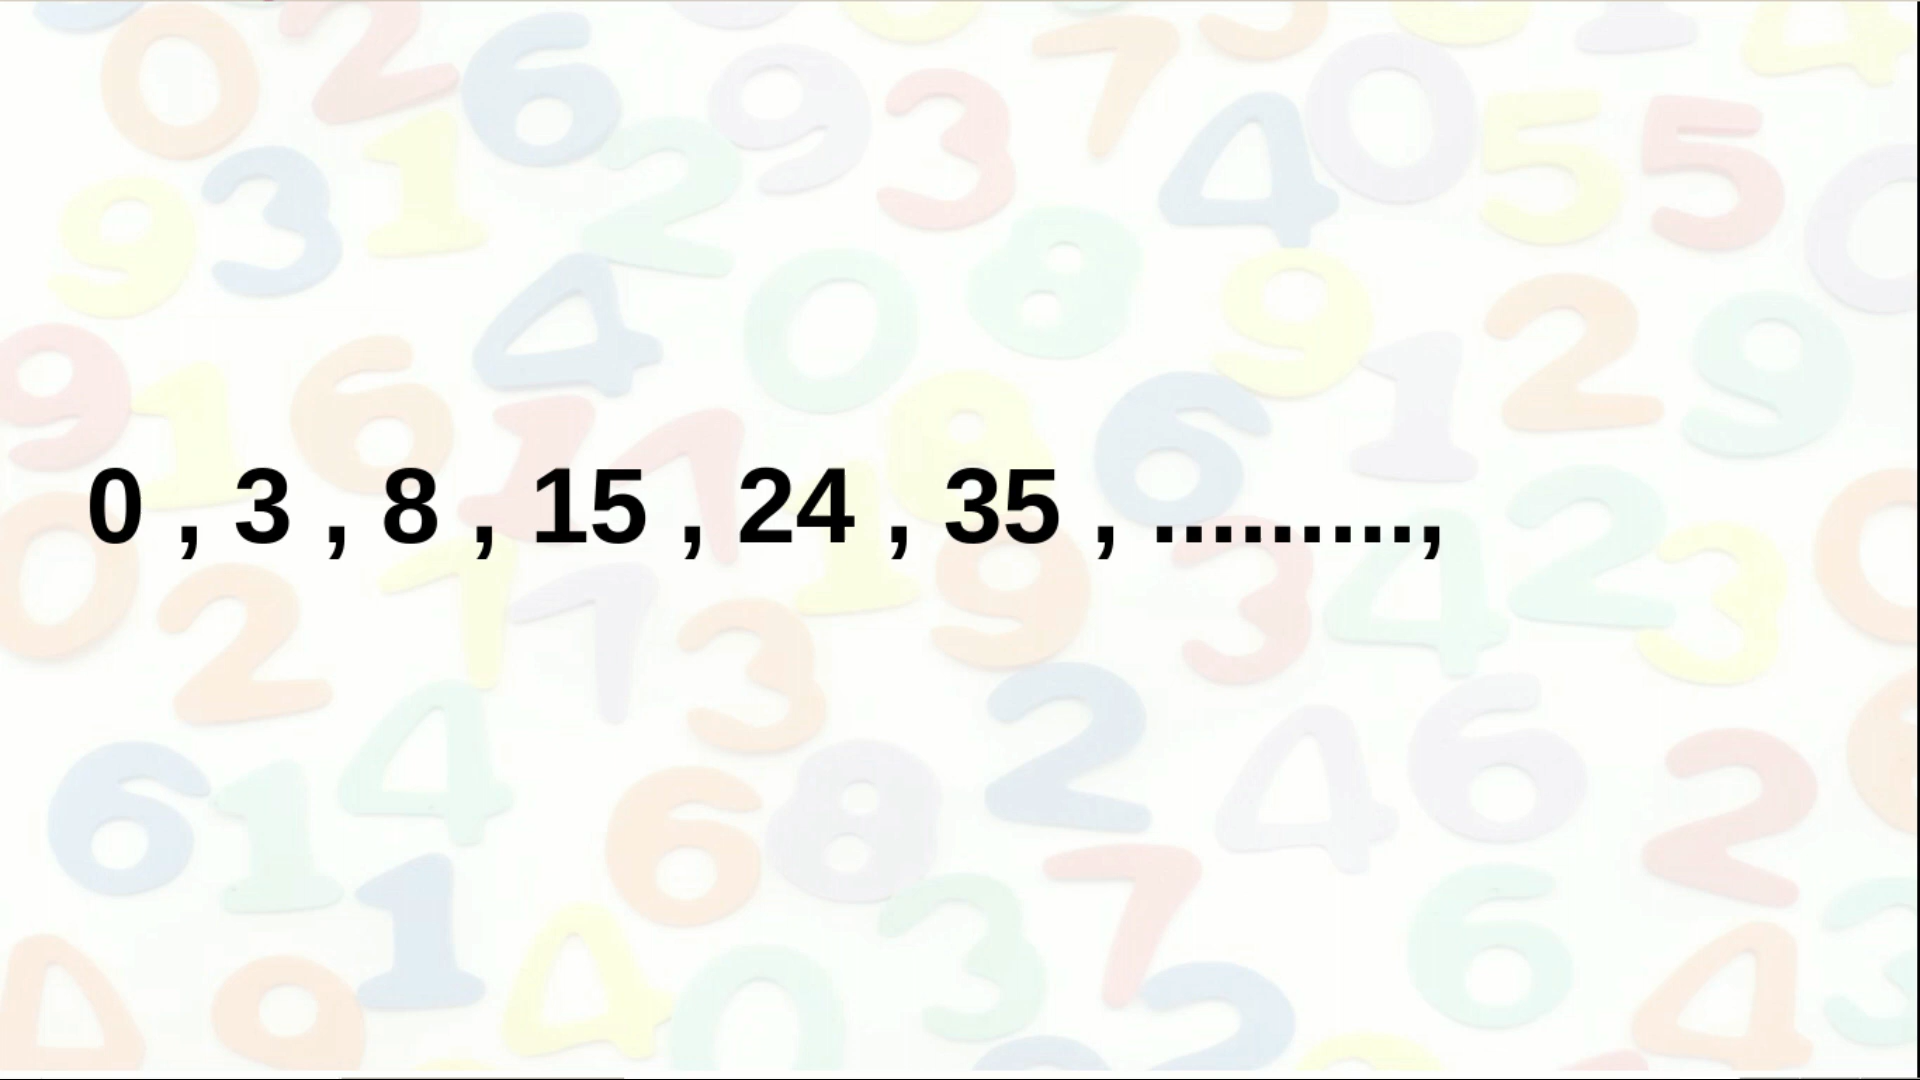 0 , 3 , 8 , 15 , 24 , 35 , .........,